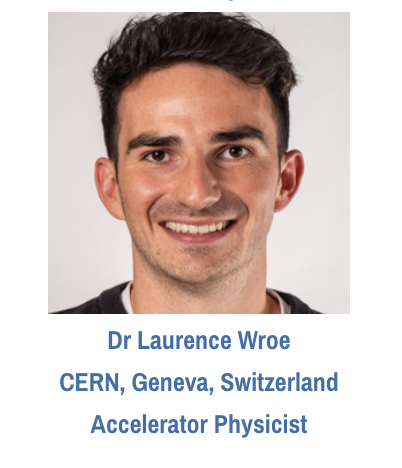 Dr Laurence Wroe
CERN, Geneva, Switzerland
Accelerator Physicist